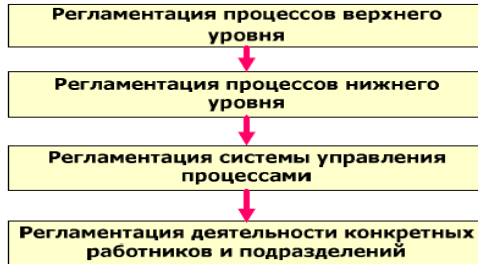 Регламентация процессов верхнего
уровня
Регламентация процессов нижнего
уровня
Регламентация системы управления
процессами
Регламентация деятельности конкретных
работников и подразделений